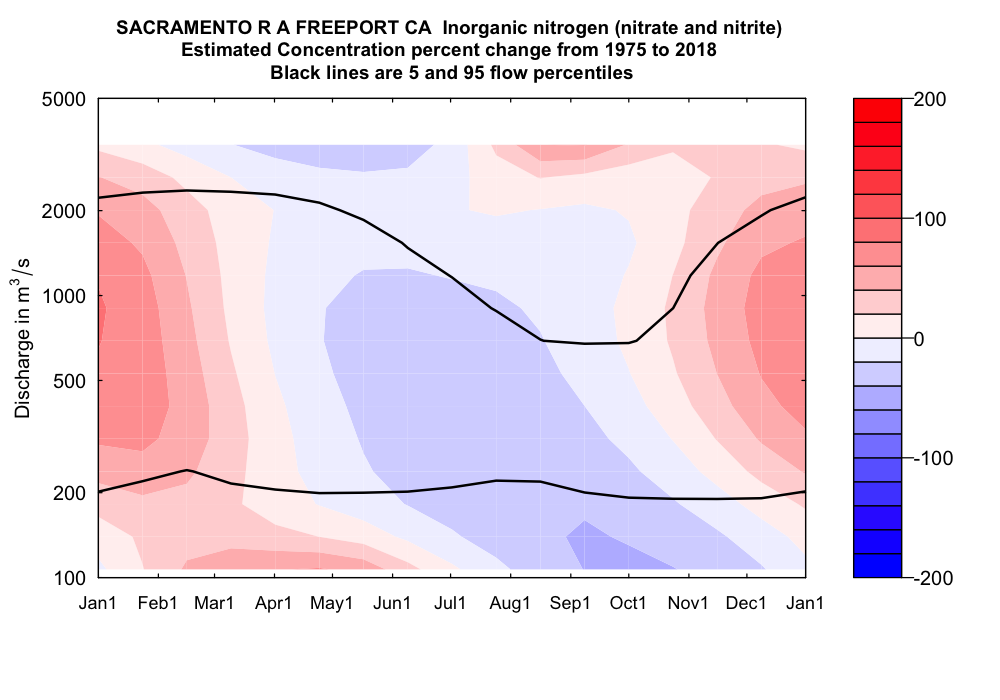 SACRAMENTO R A FREEPORT CA  Inorganic nitrogen (nitrate and nitrite)
Estimated Concentration percent change from 1975 to 2018
Black lines are 5 and 95 flow percentiles
5000
2000
1000
500
200
100
Discharge in m³/s
Jan1 Feb1 Mar1 Apr1 May1 Jun1 Jul1 Aug1 Sep1 Oct1 Nov1 Dec1 Jan1
200
100
0
-100
-200